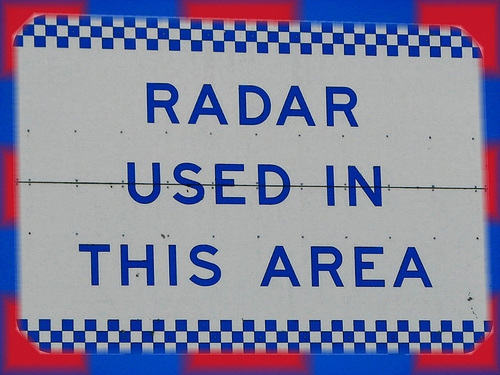 RADAR
USED IN
THIS AREA